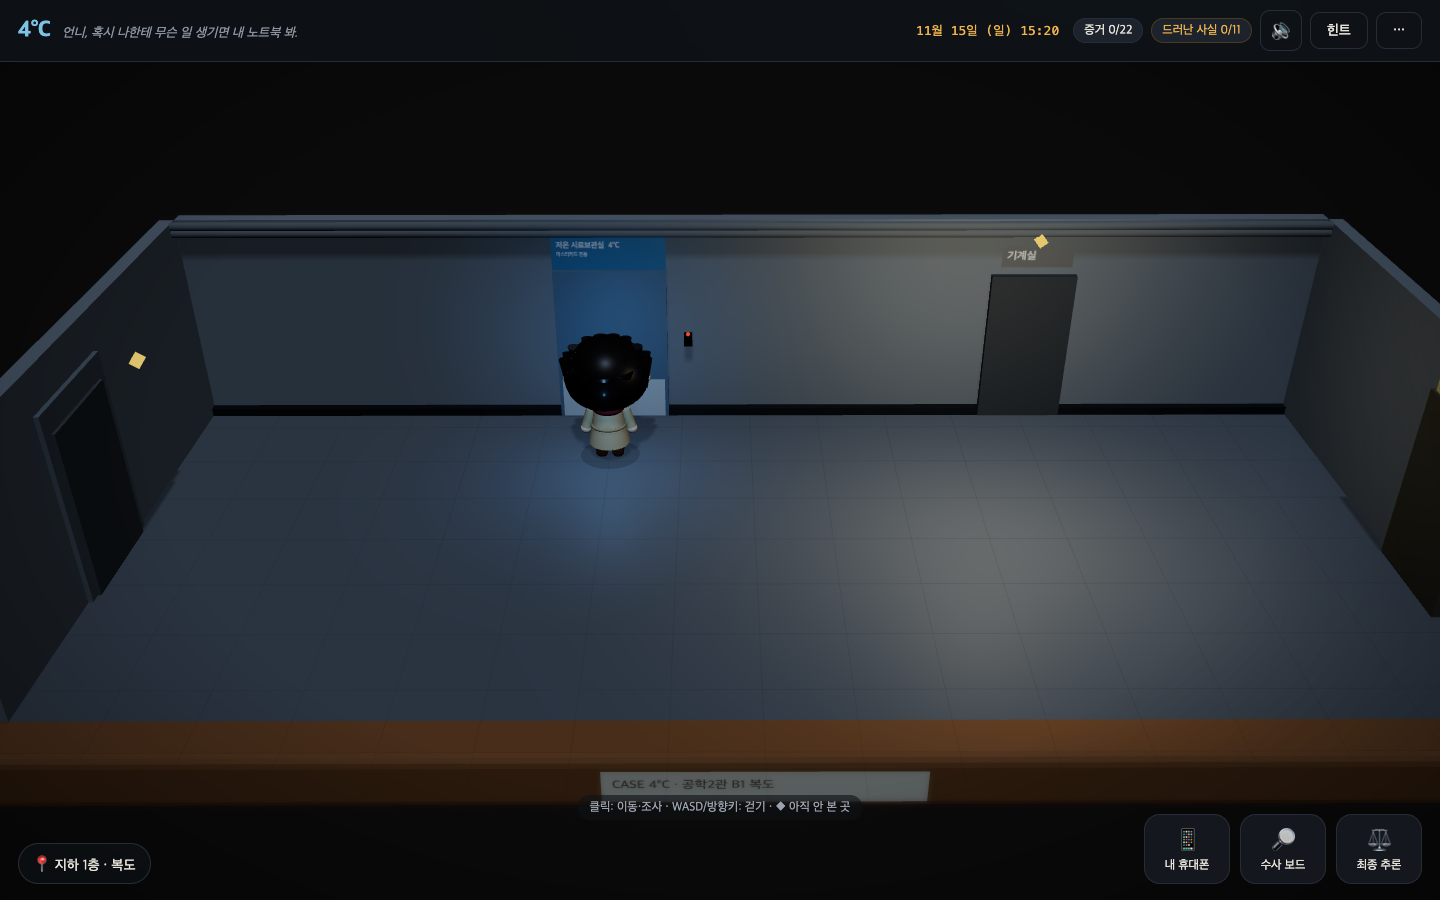 4°C 언니, 혹시 나한테 무슨 일 생기면 내 노트북 봐.
11월 15일 (일) 15:20
증거 0/22
드러난 사실 0/11
힌트
···
저온 시료보관실 4°C
기계실
CASE 4°C · 공학2관 B1 복도
클릭: 이동·조사 · WASD/방향키: 걷기 · ◆ 아직 안 본 곳
지하 1층 · 복도
내 휴대폰
수사 보드
최종 추론